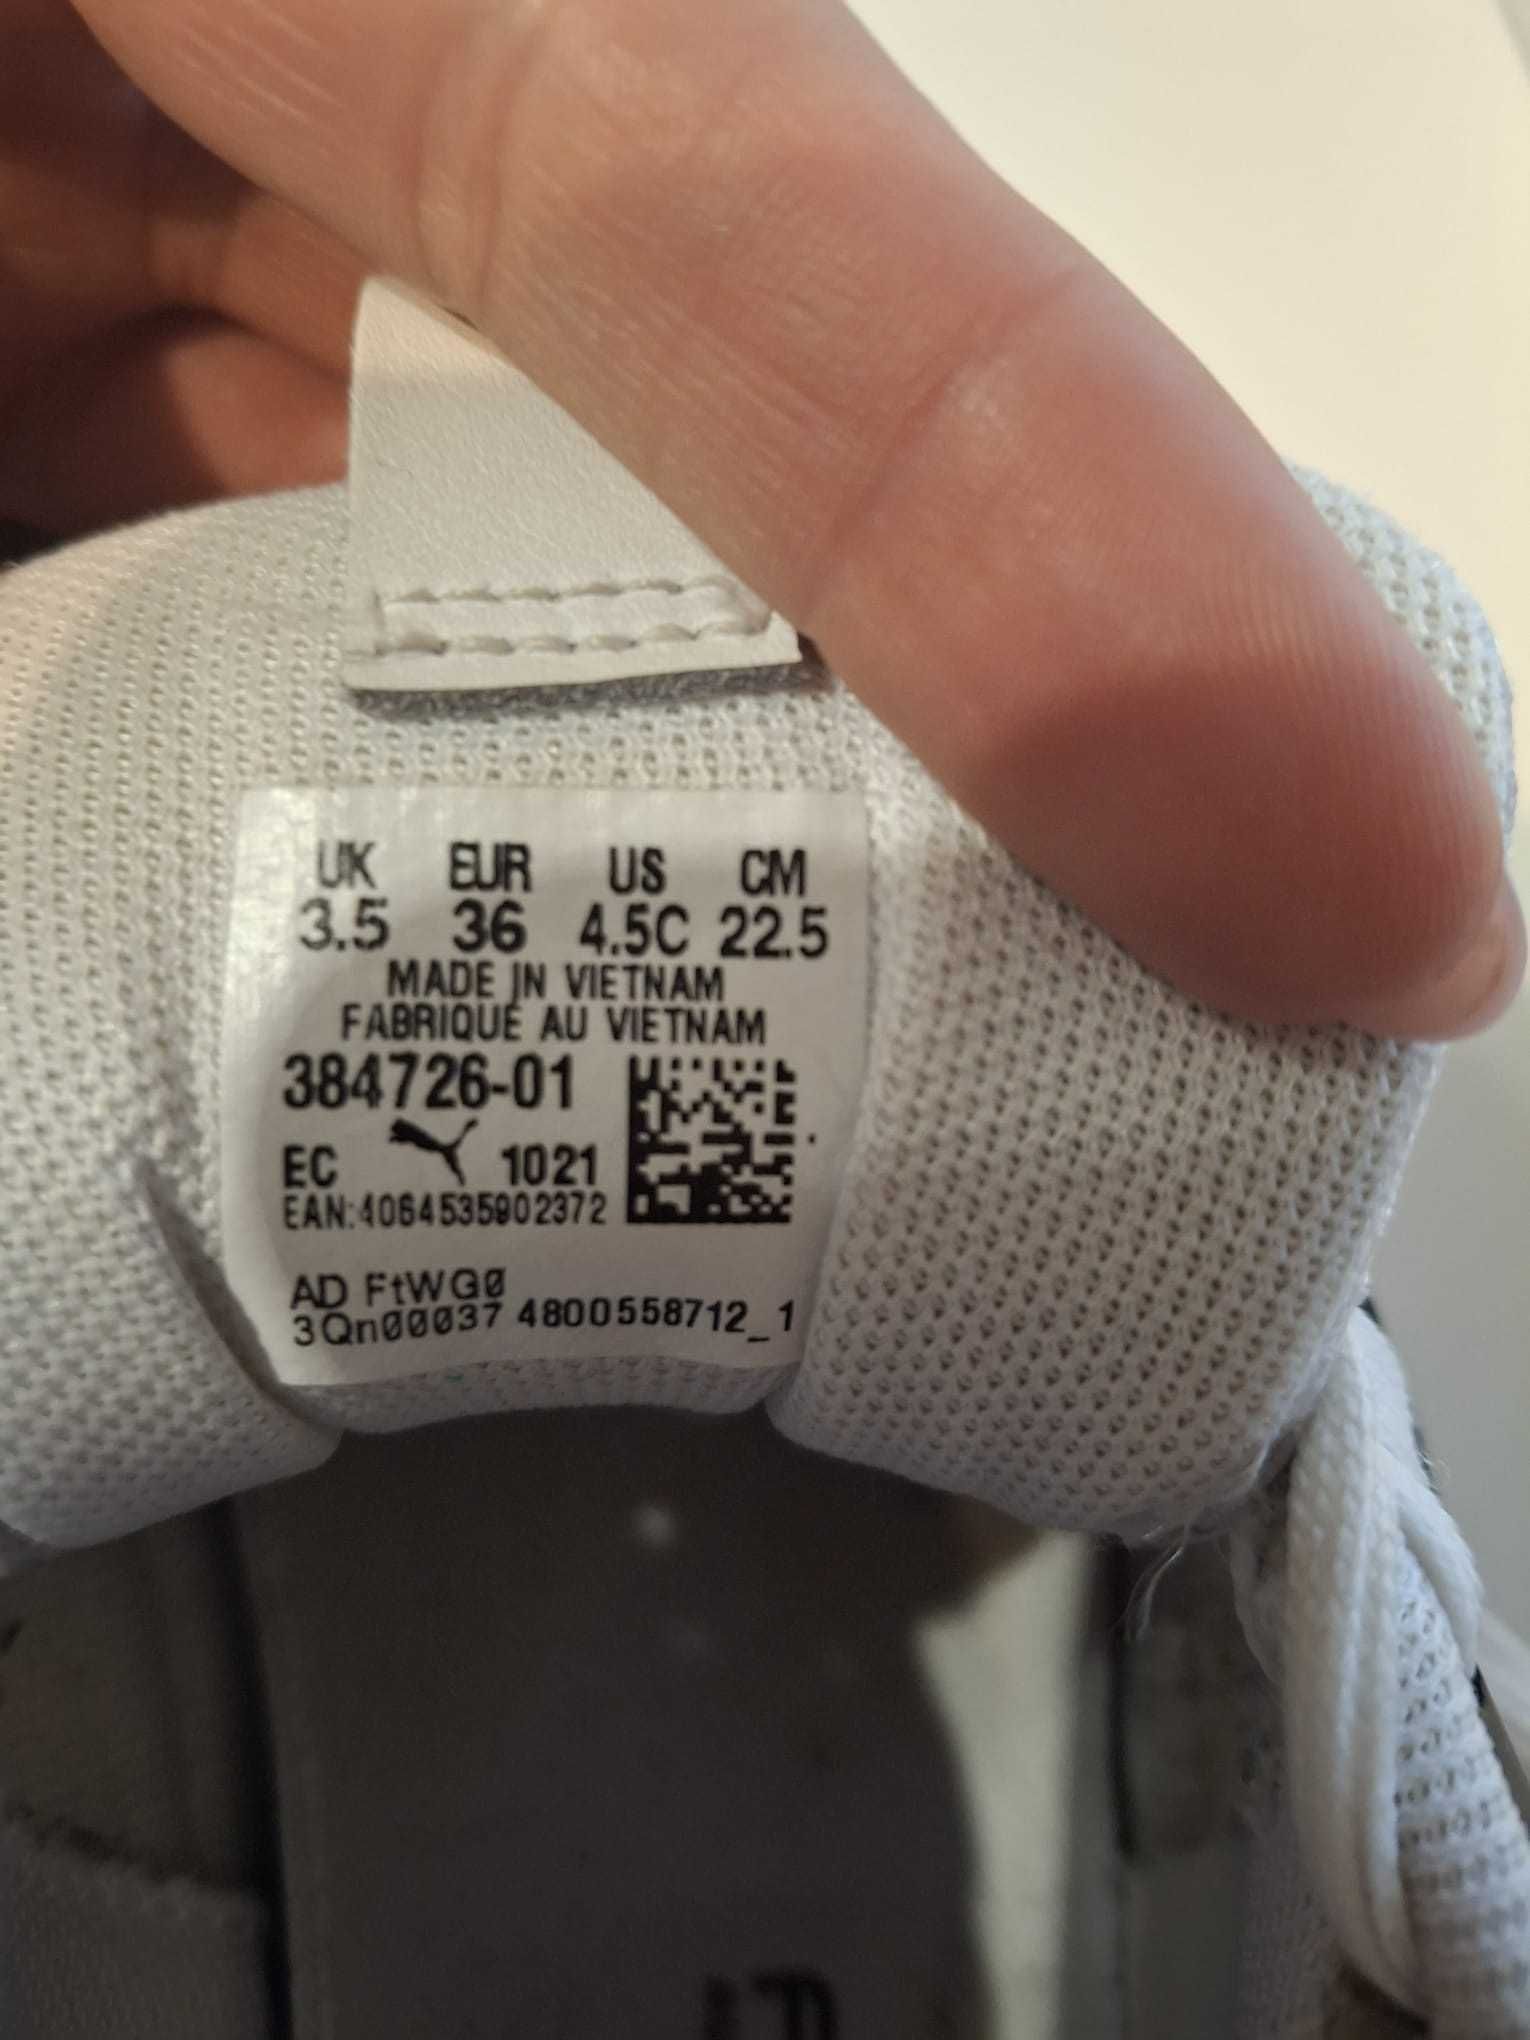 UK EUR US CM
3.5 36 4.5C 22.5
MADE IN VIETNAM
FABRIQUÉ AU VIETNAM
384726-01
EC 1021
EAN:4064535902372
AD FtWG0
3Qn00037 4800558712_1